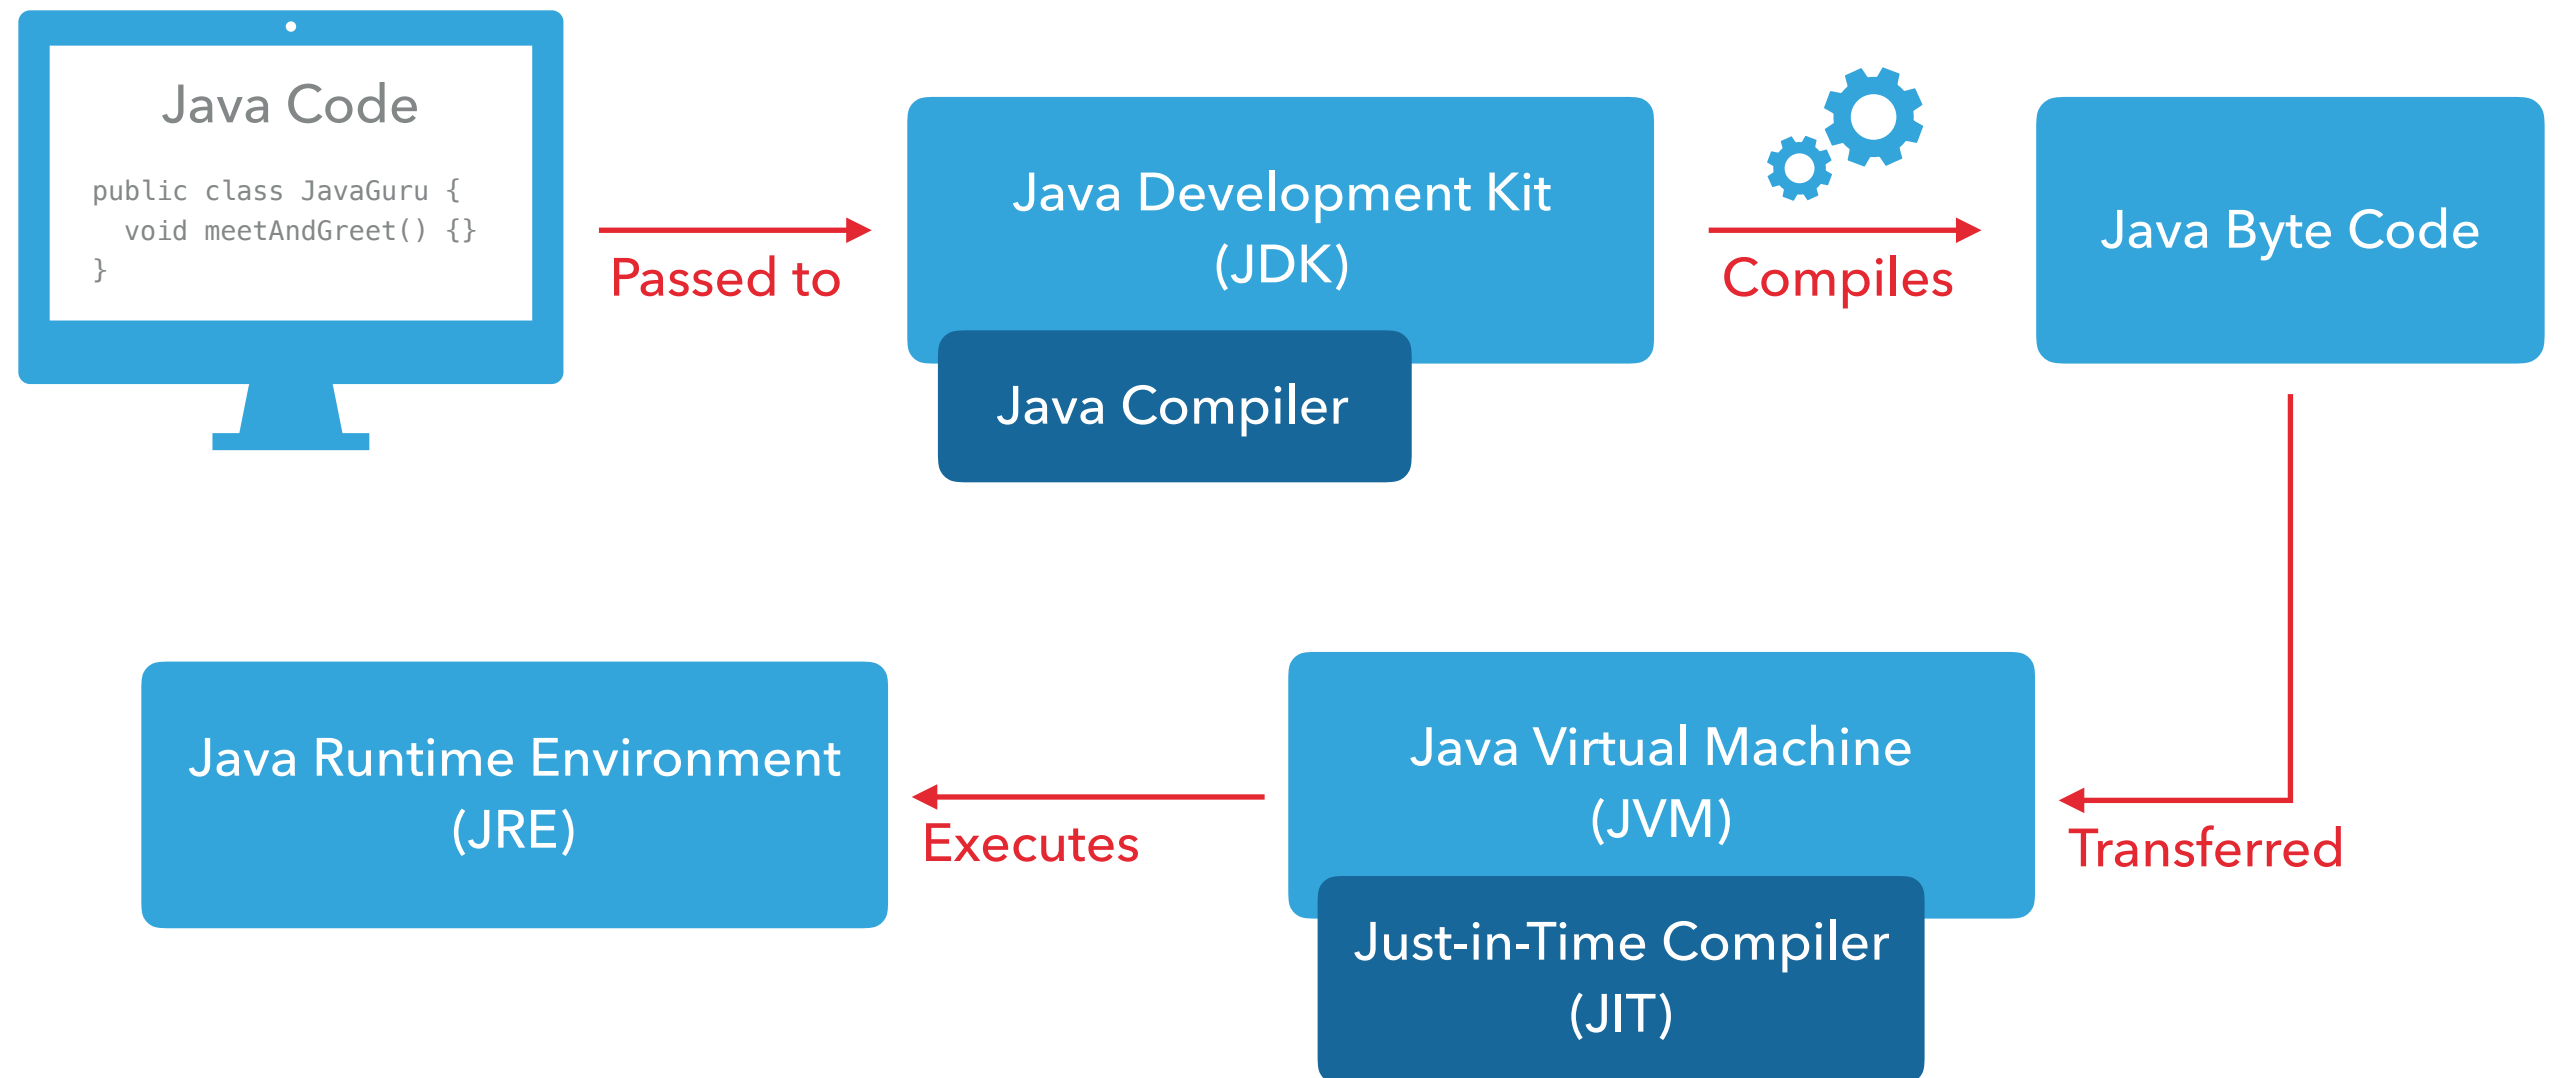 Java Code
public class JavaGuru {
  void meetAndGreet() {}
}
Passed to
Java Development Kit
(JDK)
Java Compiler
Compiles
Java Byte Code
Transferred
Java Virtual Machine
(JVM)
Just-in-Time Compiler
(JIT)
Executes
Java Runtime Environment
(JRE)